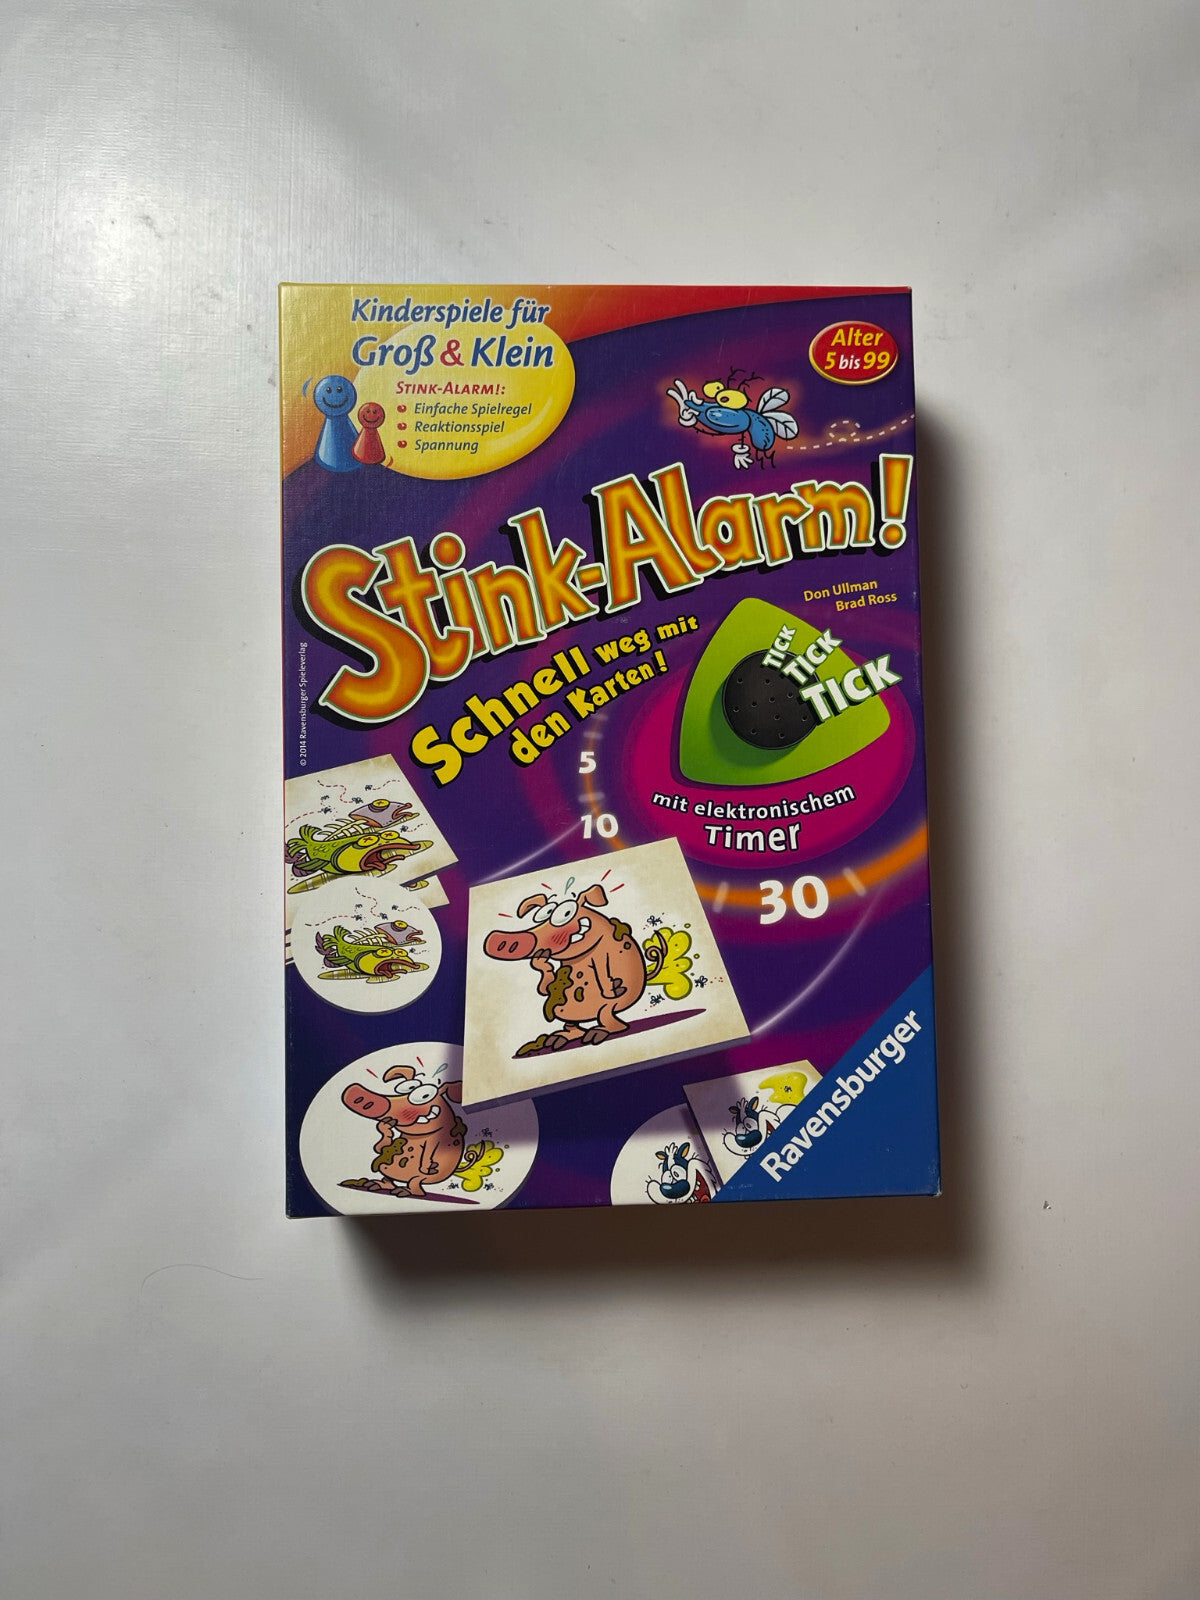 Kinderspiele für
Groß & Klein
STINK-ALARM!:
Einfache Spielregel
Reaktionsspiel
Spannung
Alter
5 bis 99
Stink-Alarm!
Don Ullman
Brad Ross
Schnell weg mit
den Karten!
TICK
TICK
TICK
mit elektronischem
Timer
5
10
30
© 2014 Ravensburger Spieleverlag
Ravensburger